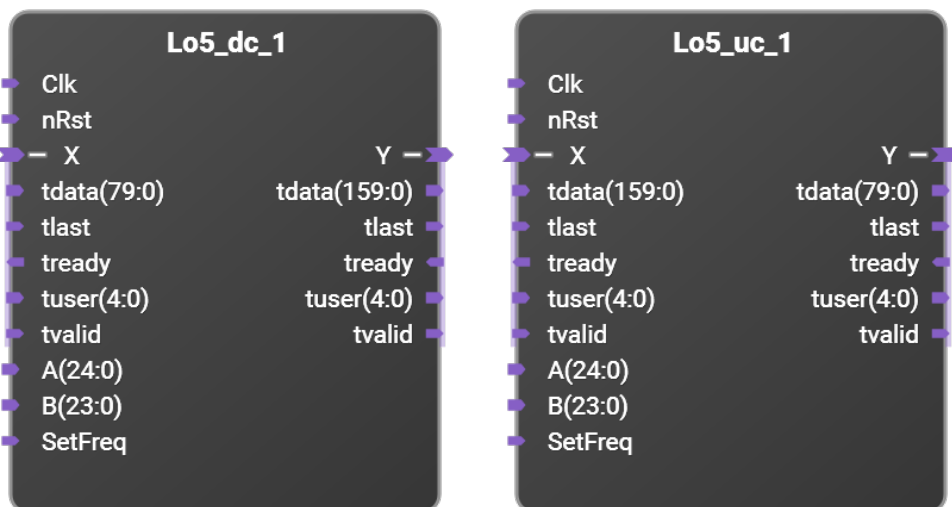 Lo5_dc_1
Clk
nRst
X Y
tdata(79:0) tdata(159:0)
tlast tlast
tready tready
tuser(4:0) tuser(4:0)
tvalid tvalid
A(24:0)
B(23:0)
SetFreq
Lo5_uc_1
Clk
nRst
X Y
tdata(159:0) tdata(79:0)
tlast tlast
tready tready
tuser(4:0) tuser(4:0)
tvalid tvalid
A(24:0)
B(23:0)
SetFreq